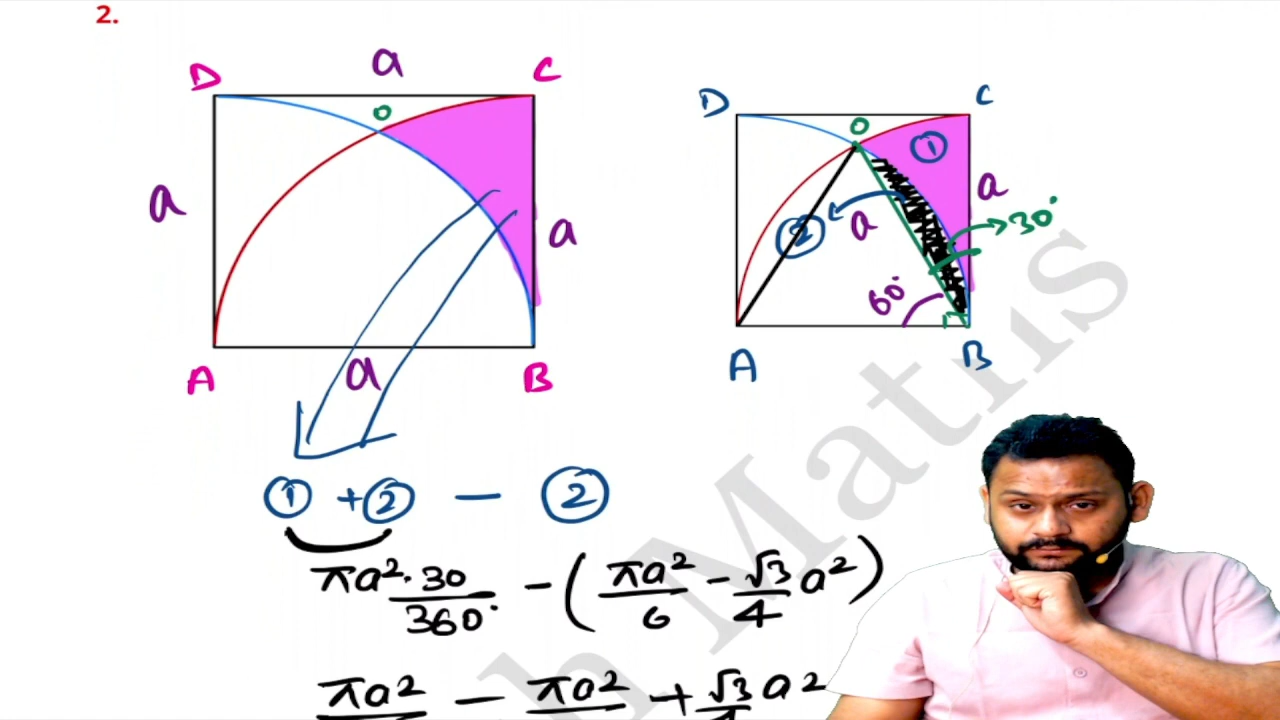 2.
D a C
O
a a
A a B
D C
O ①
a
② a 30°
60°
A B
① + ② − ②
πa²·30/360° − (πa²/6 − √3/4 a²)
πa² − πa² + √3 a²
Maths